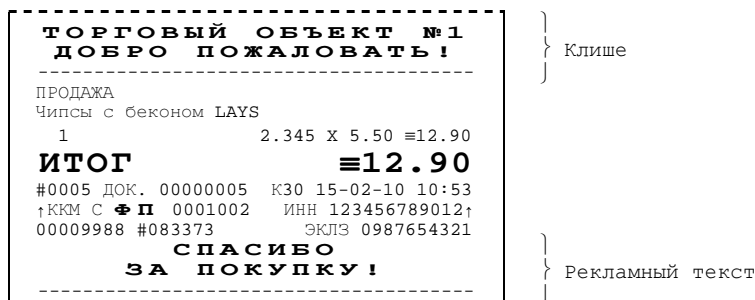 ТОРГОВЫЙ ОБЪЕКТ №1
ДОБРО ПОЖАЛОВАТЬ!
Клише
ПРОДАЖА
Чипсы с беконом LAYS
1 2.345 X 5.50 ≡12.90
ИТОГ ≡12.90
#0005 ДОК. 00000005 К30 15-02-10 10:53
↑ККМ С ФП 0001002 ИНН 123456789012↑
00009988 #083373 ЭКЛЗ 0987654321
СПАСИБО
ЗА ПОКУПКУ!
Рекламный текст